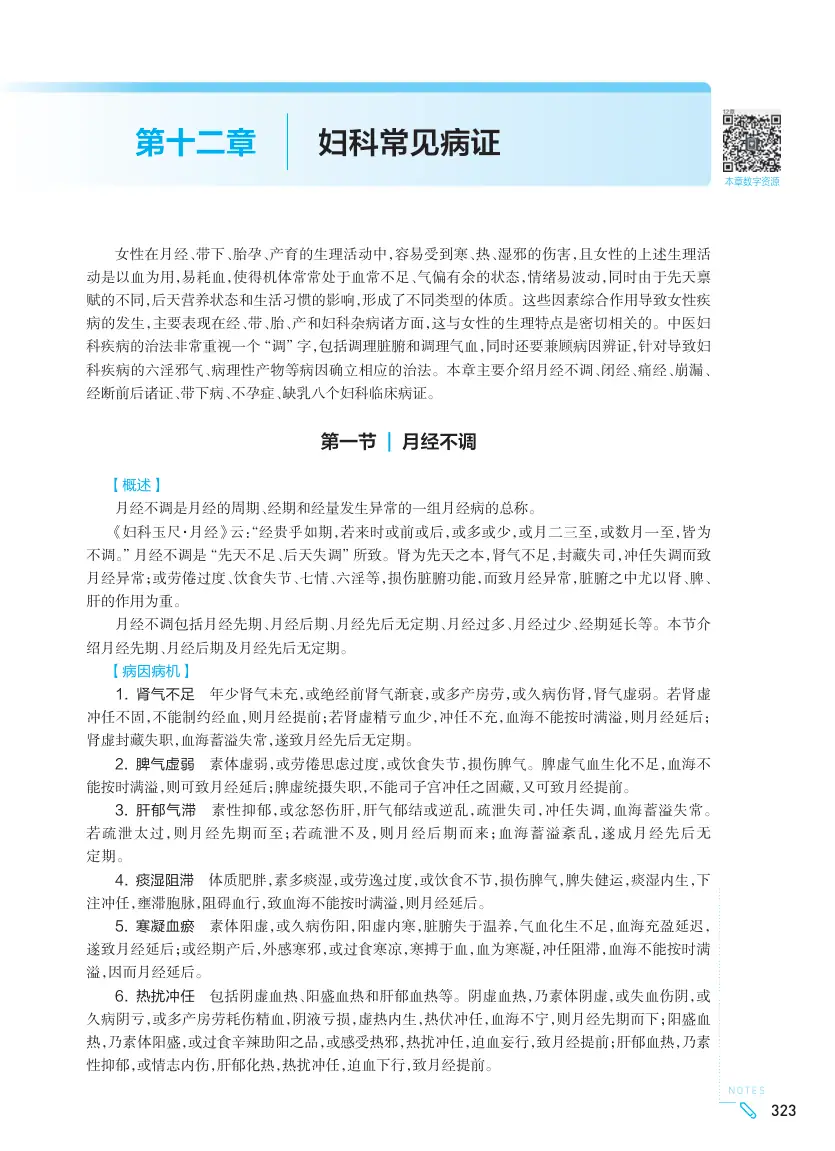 第十二章
妇科常见病证
12章
本章数字资源
女性在月经、带下、胎孕、产育的生理活动中,容易受到寒、热、湿邪的伤害,且女性的上述生理活
动是以血为用,易耗血,使得机体常常处于血常不足、气偏有余的状态,情绪易波动,同时由于先天禀
赋的不同,后天营养状态和生活习惯的影响,形成了不同类型的体质。这些因素综合作用导致女性疾
病的发生,主要表现在经、带、胎、产和妇科杂病诸方面,这与女性的生理特点是密切相关的。中医妇
科疾病的治法非常重视一个“调”字,包括调理脏腑和调理气血,同时还要兼顾病因辨证,针对导致妇
科疾病的六淫邪气、病理性产物等病因确立相应的治法。本章主要介绍月经不调、闭经、痛经、崩漏、
经断前后诸证、带下病、不孕症、缺乳八个妇科临床病证。
第一节 | 月经不调
【概述】
月经不调是月经的周期、经期和经量发生异常的一组月经病的总称。
《妇科玉尺·月经》云:“经贵乎如期,若来时或前或后,或多或少,或月二三至,或数月一至,皆为
不调。”月经不调是“先天不足、后天失调”所致。肾为先天之本,肾气不足,封藏失司,冲任失调而致
月经异常;或劳倦过度、饮食失节、七情、六淫等,损伤脏腑功能,而致月经异常,脏腑之中尤以肾、脾、
肝的作用为重。
月经不调包括月经先期、月经后期、月经先后无定期、月经过多、月经过少、经期延长等。本节介
绍月经先期、月经后期及月经先后无定期。
【病因病机】
1. 肾气不足 年少肾气未充,或绝经前肾气渐衰,或多产房劳,或久病伤肾,肾气虚弱。若肾虚
冲任不固,不能制约经血,则月经提前;若肾虚精亏血少,冲任不充,血海不能按时满溢,则月经延后;
肾虚封藏失职,血海蓄溢失常,遂致月经先后无定期。
2. 脾气虚弱 素体虚弱,或劳倦思虑过度,或饮食失节,损伤脾气。脾虚气血生化不足,血海不
能按时满溢,则可致月经延后;脾虚统摄失职,不能司子宫冲任之固藏,又可致月经提前。
3. 肝郁气滞 素性抑郁,或忿怒伤肝,肝气郁结或逆乱,疏泄失司,冲任失调,血海蓄溢失常。
若疏泄太过,则月经先期而至;若疏泄不及,则月经后期而来;血海蓄溢紊乱,遂成月经先后无
定期。
4. 痰湿阻滞 体质肥胖,素多痰湿,或劳逸过度,或饮食不节,损伤脾气,脾失健运,痰湿内生,下
注冲任,壅滞胞脉,阻碍血行,致血海不能按时满溢,则月经延后。
5. 寒凝血瘀 素体阳虚,或久病伤阳,阳虚内寒,脏腑失于温养,气血化生不足,血海充盈延迟,
遂致月经延后;或经期产后,外感寒邪,或过食寒凉,寒搏于血,血为寒凝,冲任阻滞,血海不能按时满
溢,因而月经延后。
6. 热扰冲任 包括阴虚血热、阳盛血热和肝郁血热等。阴虚血热,乃素体阴虚,或失血伤阴,或
久病阴亏,或多产房劳耗伤精血,阴液亏损,虚热内生,热伏冲任,血海不宁,则月经先期而下;阳盛血
热,乃素体阳盛,或过食辛辣助阳之品,或感受热邪,热扰冲任,迫血妄行,致月经提前;肝郁血热,乃素
性抑郁,或情志内伤,肝郁化热,热扰冲任,迫血下行,致月经提前。
NOTES
323